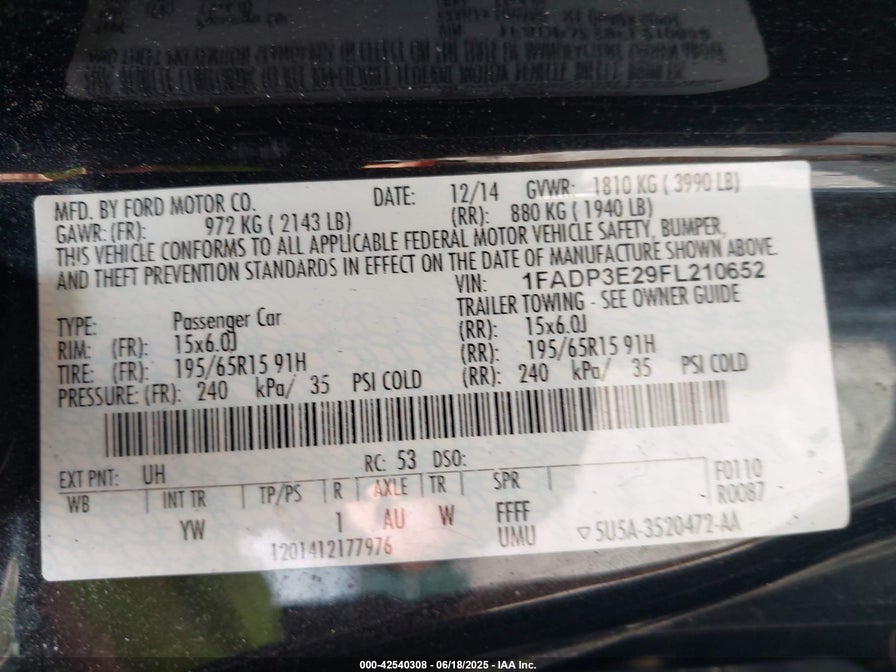 MFD. BY FORD MOTOR CO. DATE: 12/14 GVWR: 1810 KG ( 3990 LB)
GAWR: (FR): 972 KG ( 2143 LB) (RR): 880 KG ( 1940 LB)
THIS VEHICLE CONFORMS TO ALL APPLICABLE FEDERAL MOTOR VEHICLE SAFETY, BUMPER,
AND THEFT PREVENTION STANDARDS IN EFFECT ON THE DATE OF MANUFACTURE SHOWN ABOVE.
VIN: 1FADP3E29FL210652
TYPE: Passenger Car TRAILER TOWING - SEE OWNER GUIDE
RIM: (FR): 15x6.0J (RR): 15x6.0J
TIRE: (FR): 195/65R15 91H (RR): 195/65R15 91H
PRESSURE: (FR): 240 kPa/ 35 PSI COLD (RR): 240 kPa/ 35 PSI COLD
EXT PNT: UH RC: 53 DSO:
WB INT TR TP/PS R AXLE TR SPR F0110
R0087
YW 1 AU W FFFF
UMU
1201412177976 5U5A-3520472-AA
000-42540308 - 06/18/2025 - IAA Inc.